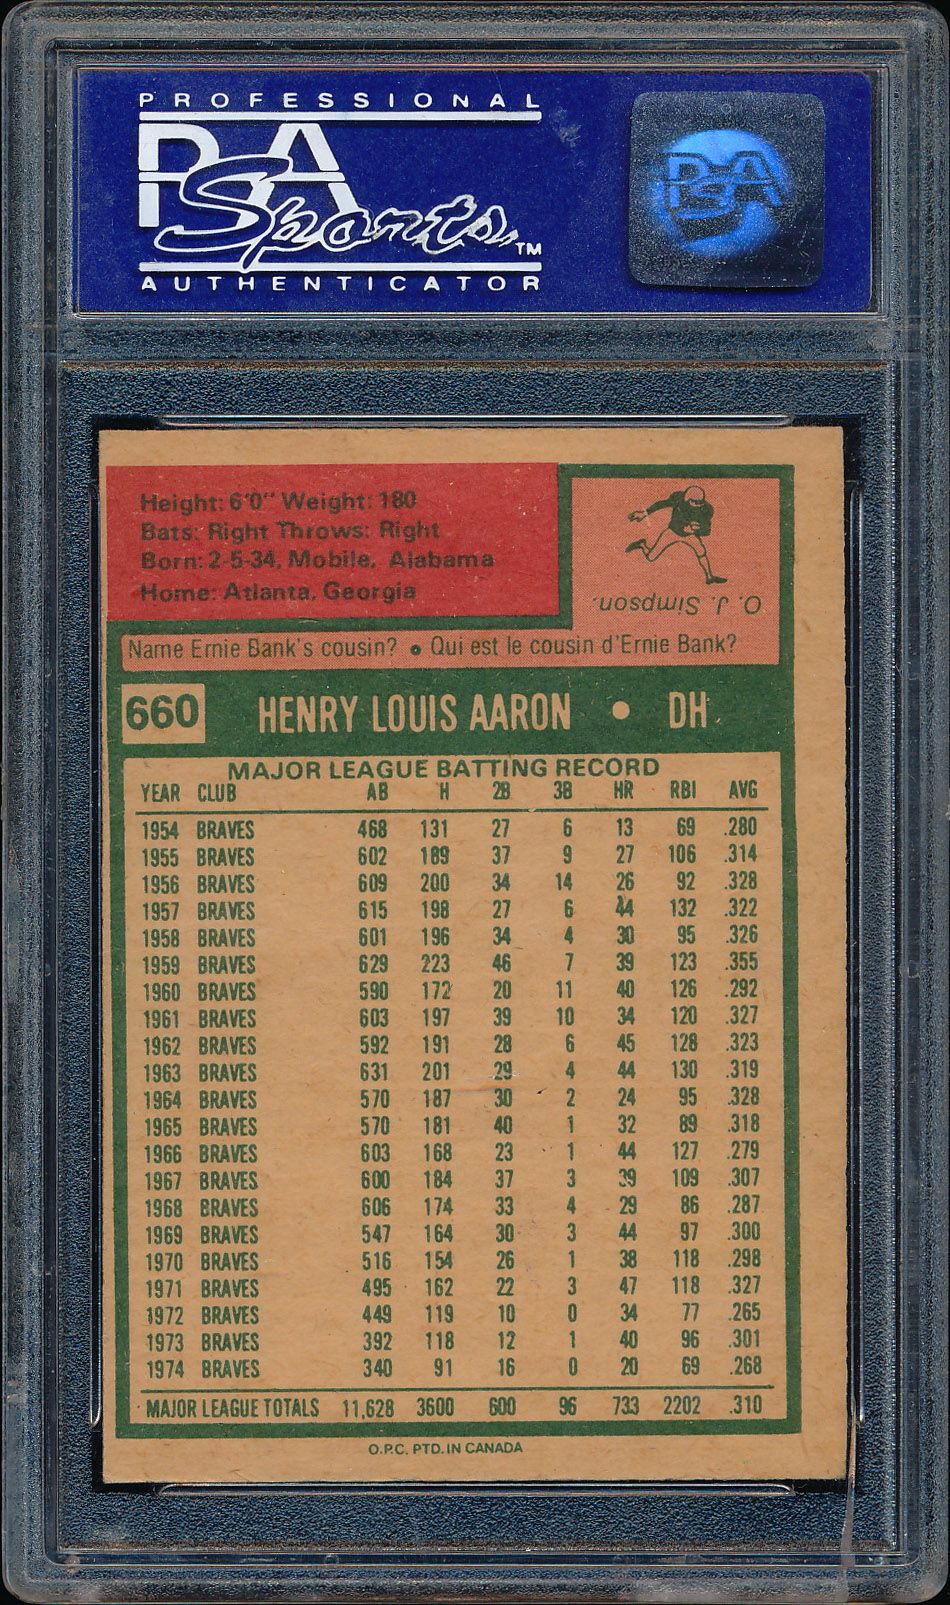 PROFESSIONAL
PSA
Sports™
AUTHENTICATOR
PSA
Height: 6'0" Weight: 180
Bats: Right Throws: Right
Born: 2-5-34, Mobile, Alabama
Home: Atlanta, Georgia
O. J. Simpson.
Name Ernie Bank's cousin? • Qui est le cousin d'Ernie Bank?
660 HENRY LOUIS AARON • DH
MAJOR LEAGUE BATTING RECORD
YEAR CLUB AB H 2B 3B HR RBI AVG
1954 BRAVES 468 131 27 6 13 69 .280
1955 BRAVES 602 189 37 9 27 106 .314
1956 BRAVES 609 200 34 14 26 92 .328
1957 BRAVES 615 198 27 6 44 132 .322
1958 BRAVES 601 196 34 4 30 95 .326
1959 BRAVES 629 223 46 7 39 123 .355
1960 BRAVES 590 172 20 11 40 126 .292
1961 BRAVES 603 197 39 10 34 120 .327
1962 BRAVES 592 191 28 6 45 128 .323
1963 BRAVES 631 201 29 4 44 130 .319
1964 BRAVES 570 187 30 2 24 95 .328
1965 BRAVES 570 181 40 1 32 89 .318
1966 BRAVES 603 168 23 1 44 127 .279
1967 BRAVES 600 184 37 3 39 109 .307
1968 BRAVES 606 174 33 4 29 86 .287
1969 BRAVES 547 164 30 3 44 97 .300
1970 BRAVES 516 154 26 1 38 118 .298
1971 BRAVES 495 162 22 3 47 118 .327
1972 BRAVES 449 119 10 0 34 77 .265
1973 BRAVES 392 118 12 1 40 96 .301
1974 BRAVES 340 91 16 0 20 69 .268
MAJOR LEAGUE TOTALS 11,628 3600 600 96 733 2202 .310
O.P.C. PTD. IN CANADA